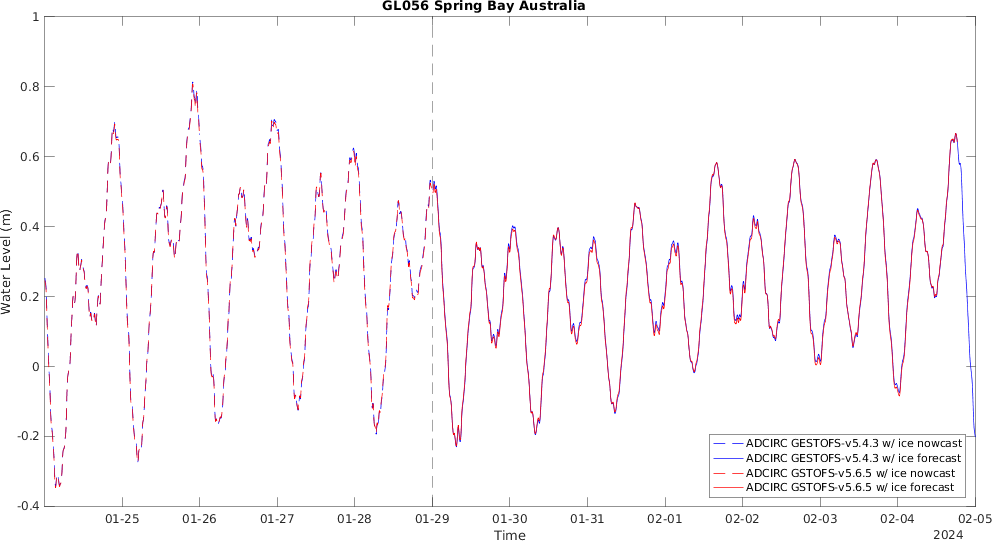 GL056 Spring Bay Australia
1
0.8
0.6
0.4
0.2
0
-0.2
-0.4
Water Level (m)
ADCIRC GESTOFS-v5.4.3 w/ ice nowcast
ADCIRC GESTOFS-v5.4.3 w/ ice forecast
ADCIRC GSTOFS-v5.6.5 w/ ice nowcast
ADCIRC GSTOFS-v5.6.5 w/ ice forecast
01-25 01-26 01-27 01-28 01-29 01-30 01-31 02-01 02-02 02-03 02-04 02-05
Time
2024